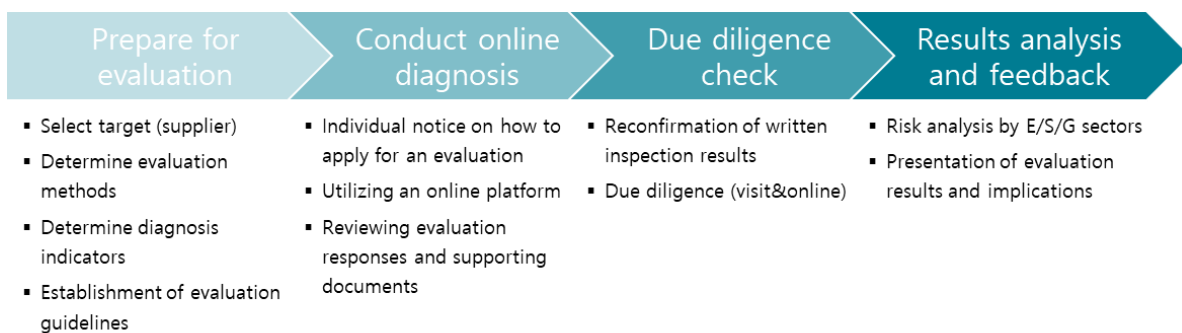 Prepare for
evaluation
Conduct online
diagnosis
Due diligence
check
Results analysis
and feedback
▪ Select target (supplier)
▪ Determine evaluation
methods
▪ Determine diagnosis
indicators
▪ Establishment of evaluation
guidelines
▪ Individual notice on how to
apply for an evaluation
▪ Utilizing an online platform
▪ Reviewing evaluation
responses and supporting
documents
▪ Reconfirmation of written
inspection results
▪ Due diligence (visit&online)
▪ Risk analysis by E/S/G sectors
▪ Presentation of evaluation
results and implications